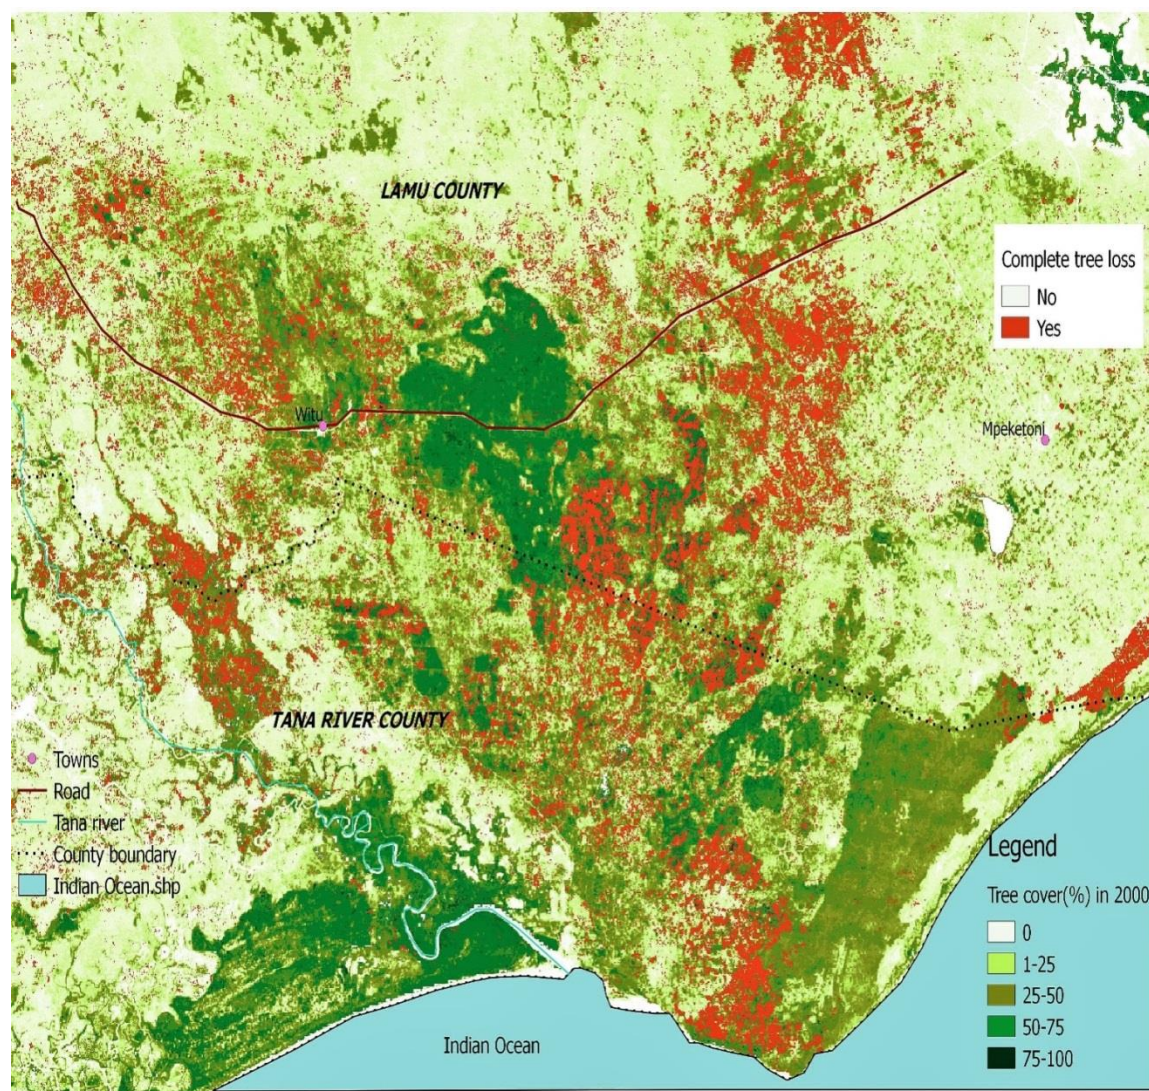 LAMU COUNTY
Complete tree loss
No
Yes
Witu
Mpeketoni
TANA RIVER COUNTY
Towns
Road
Tana river
County boundary
Indian Ocean.shp
Legend
Tree cover(%) in 2000
0
1-25
25-50
50-75
75-100
Indian Ocean